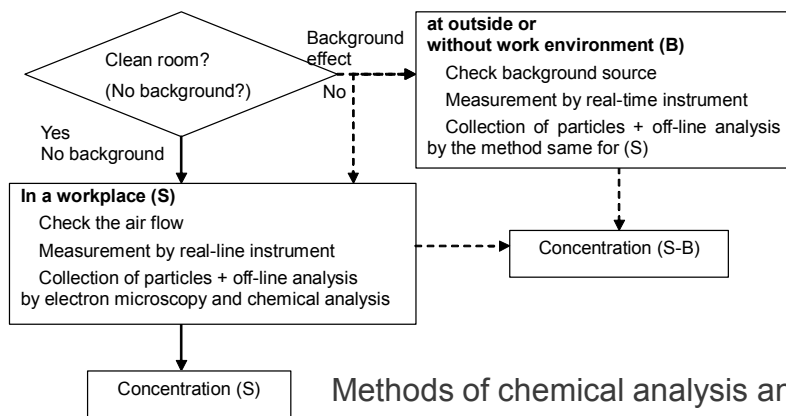 Clean room?
(No background?)
Background
effect
No
Yes
No background
at outside or
without work environment (B)
Check background source
Measurement by real-time instrument
Collection of particles + off-line analysis
by the method same for (S)
In a workplace (S)
Check the air flow
Measurement by real-line instrument
Collection of particles + off-line analysis
by electron microscopy and chemical analysis
Concentration (S-B)
Concentration (S)
Methods of chemical analysis